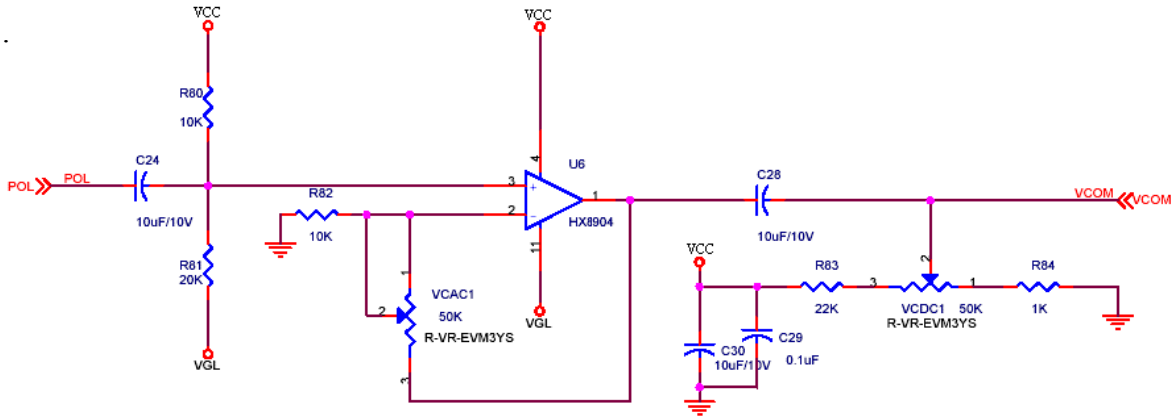 VCC
VCC
R80
10K
C24
POL
POL
10uF/10V
4
U6
3
+
1
2
-
HX8904
11
R82
10K
C28
10uF/10V
VCOM
VCOM
R81
20K
VGL
VGL
1
VCAC1
2
50K
R-VR-EVM3YS
3
VCC
R83
22K
3
2
1
VCDC1
50K
R-VR-EVM3YS
R84
1K
C30
10uF/10V
C29
0.1uF